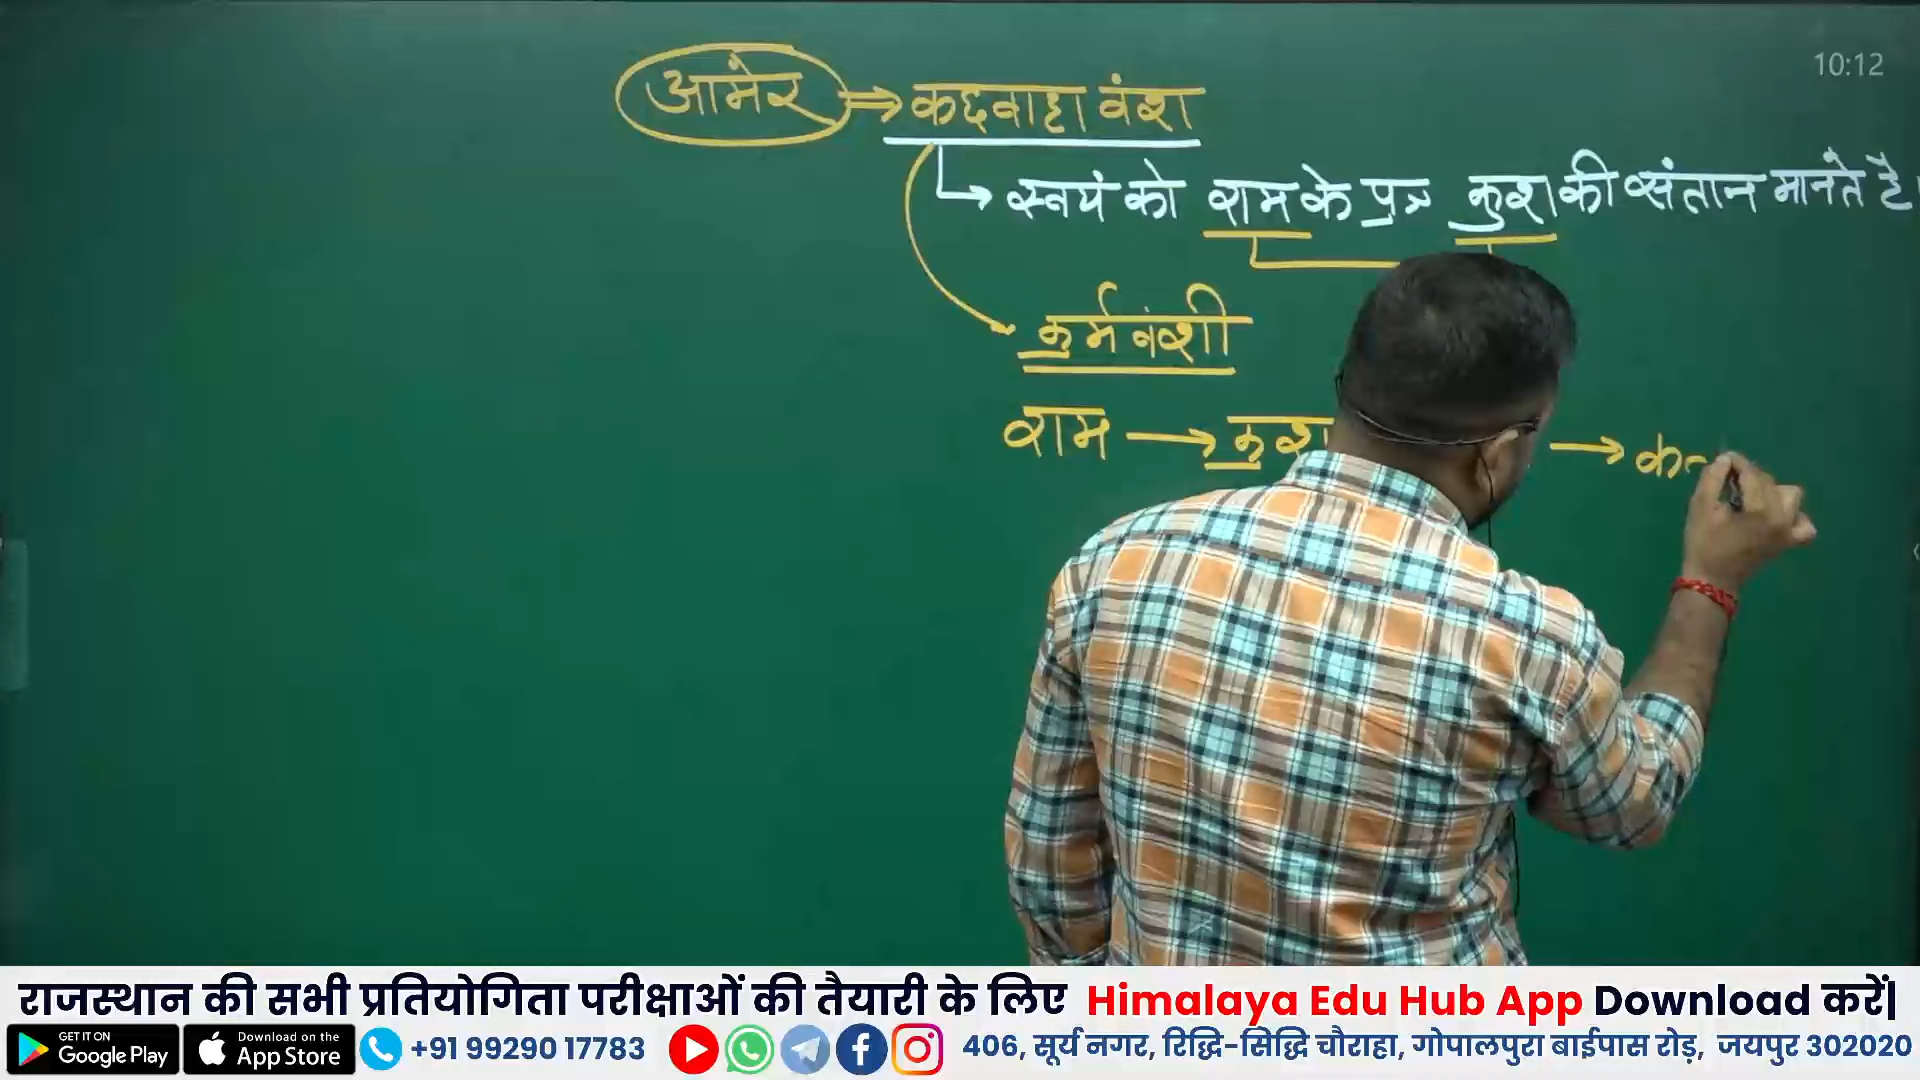 10:12
आमेर ⇒ कछवाहा वंश
↳ स्वयं को राम के पुत्र कुश की संतान मानते है।
कुर्म वंशी
राम → कुश →
राजस्थान की सभी प्रतियोगिता परीक्षाओं की तैयारी के लिए Himalaya Edu Hub App Download करें|
GET IT ON Google Play Download on the App Store +91 99290 17783 406, सूर्य नगर, रिद्धि-सिद्धि चौराहा, गोपालपुरा बाईपास रोड़, जयपुर 302020